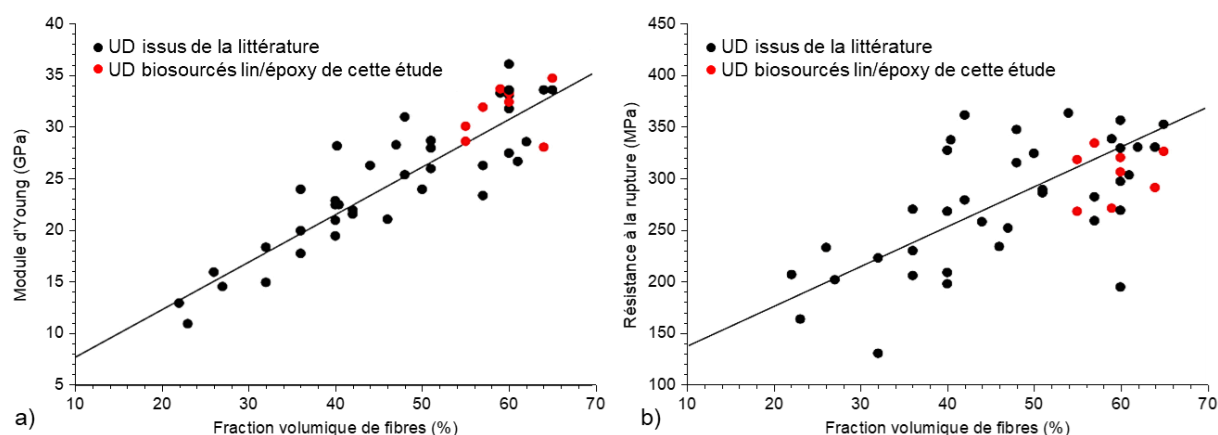 40
35
30
25
20
15
10
5
Module d'Young (GPa)
UD issus de la littérature
UD biosourcés lin/époxy de cette étude
10 20 30 40 50 60 70
Fraction volumique de fibres (%)
a)
450
400
350
300
250
200
150
100
Résistance à la rupture (MPa)
UD issus de la littérature
UD biosourcés lin/époxy de cette étude
10 20 30 40 50 60 70
Fraction volumique de fibres (%)
b)